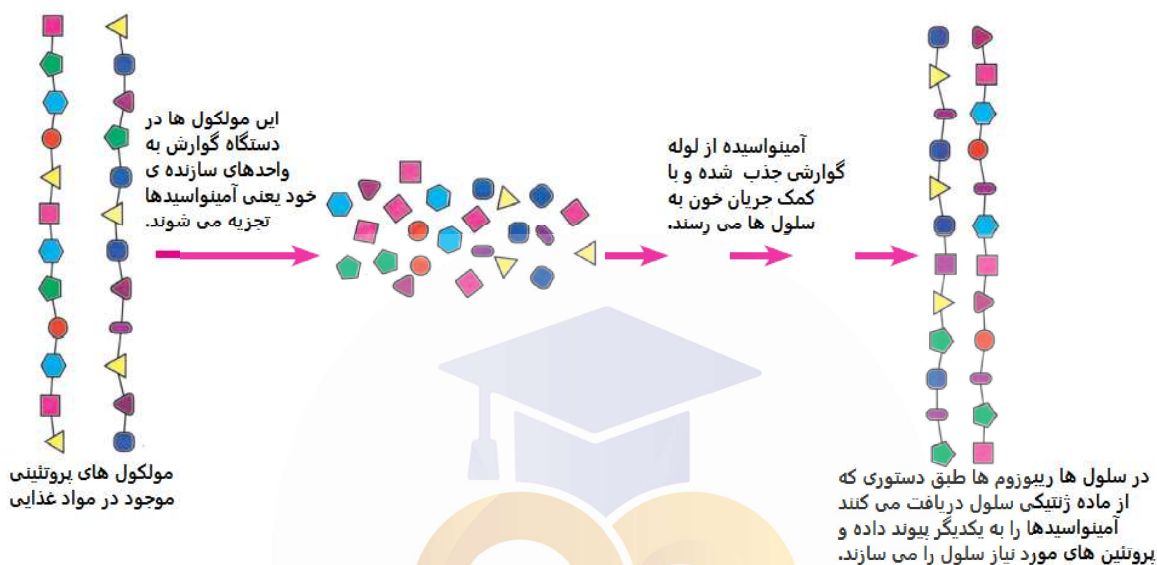 این مولکول ها در
دستگاه گوارش به
واحدهای سازنده ی
خود یعنی آمینواسیدها
تجزیه می شوند.
آمینواسیده از لوله
گوارشی جذب شده و با
کمک جریان خون به
سلول ها می رسند.
مولکول های پروتئینی
موجود در مواد غذایی
در سلول ها ریبوزوم ها طبق دستوری که
از ماده ژنتیکی سلول دریافت می کنند
آمینواسیدها را به یکدیگر پیوند داده و
پروتئین های مورد نیاز سلول را می سازند.